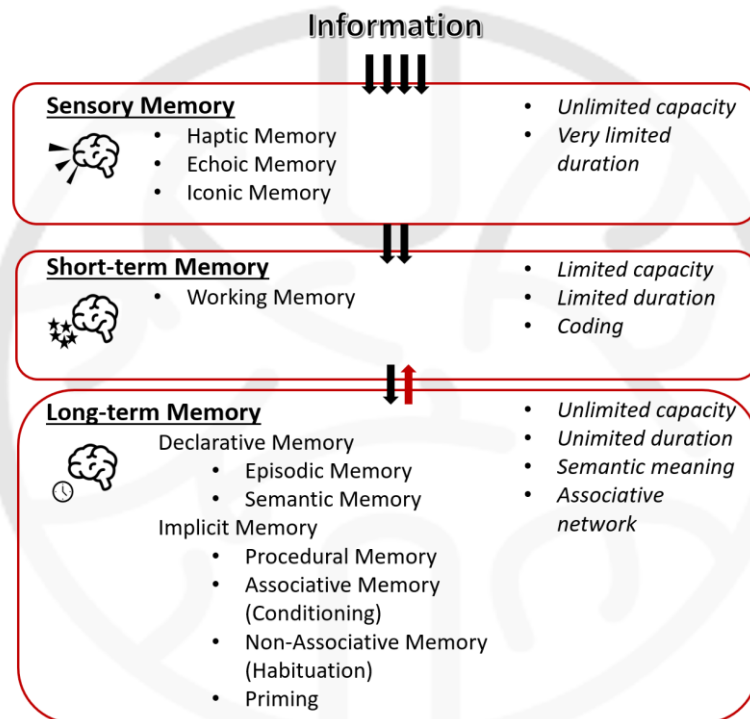 Information
Sensory Memory
• Haptic Memory
• Echoic Memory
• Iconic Memory
• Unlimited capacity
• Very limited
duration
Short-term Memory
• Working Memory
• Limited capacity
• Limited duration
• Coding
Long-term Memory
Declarative Memory
• Episodic Memory
• Semantic Memory
Implicit Memory
• Procedural Memory
• Associative Memory
(Conditioning)
• Non-Associative Memory
(Habituation)
• Priming
• Unlimited capacity
• Unimited duration
• Semantic meaning
• Associative
network